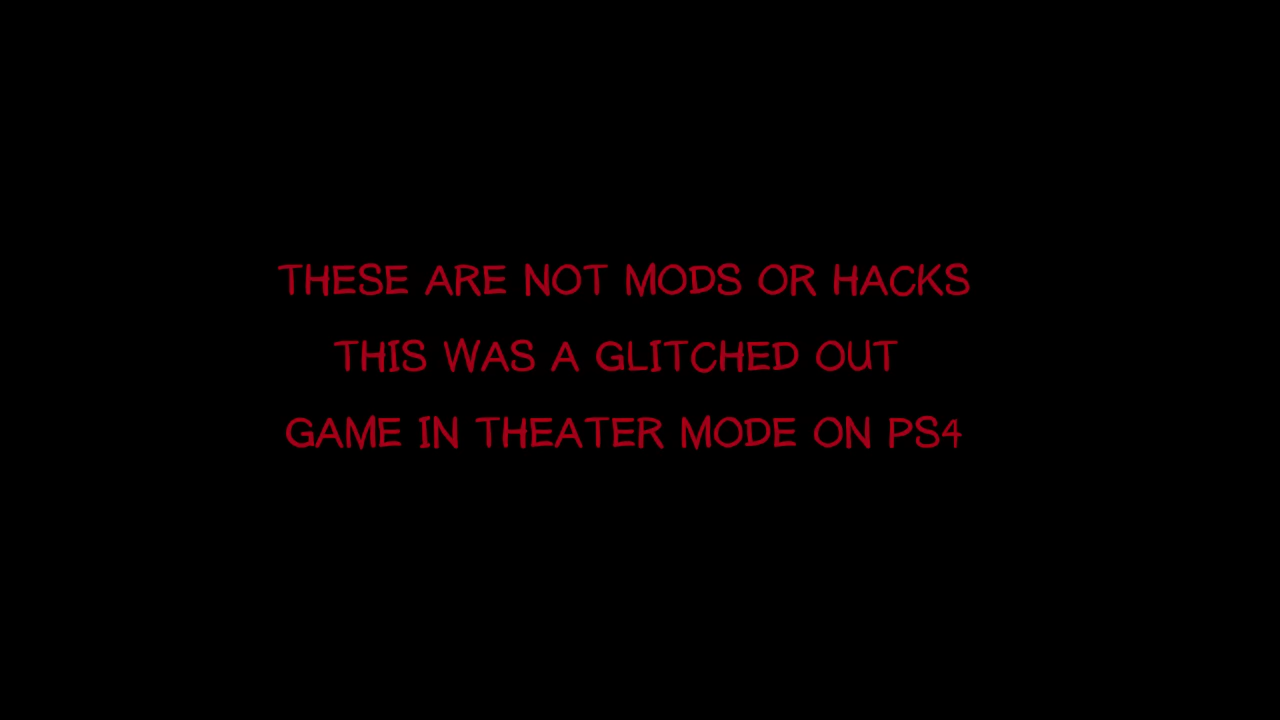 THESE ARE NOT MODS OR HACKS
THIS WAS A GLITCHED OUT
GAME IN THEATER MODE ON PS4